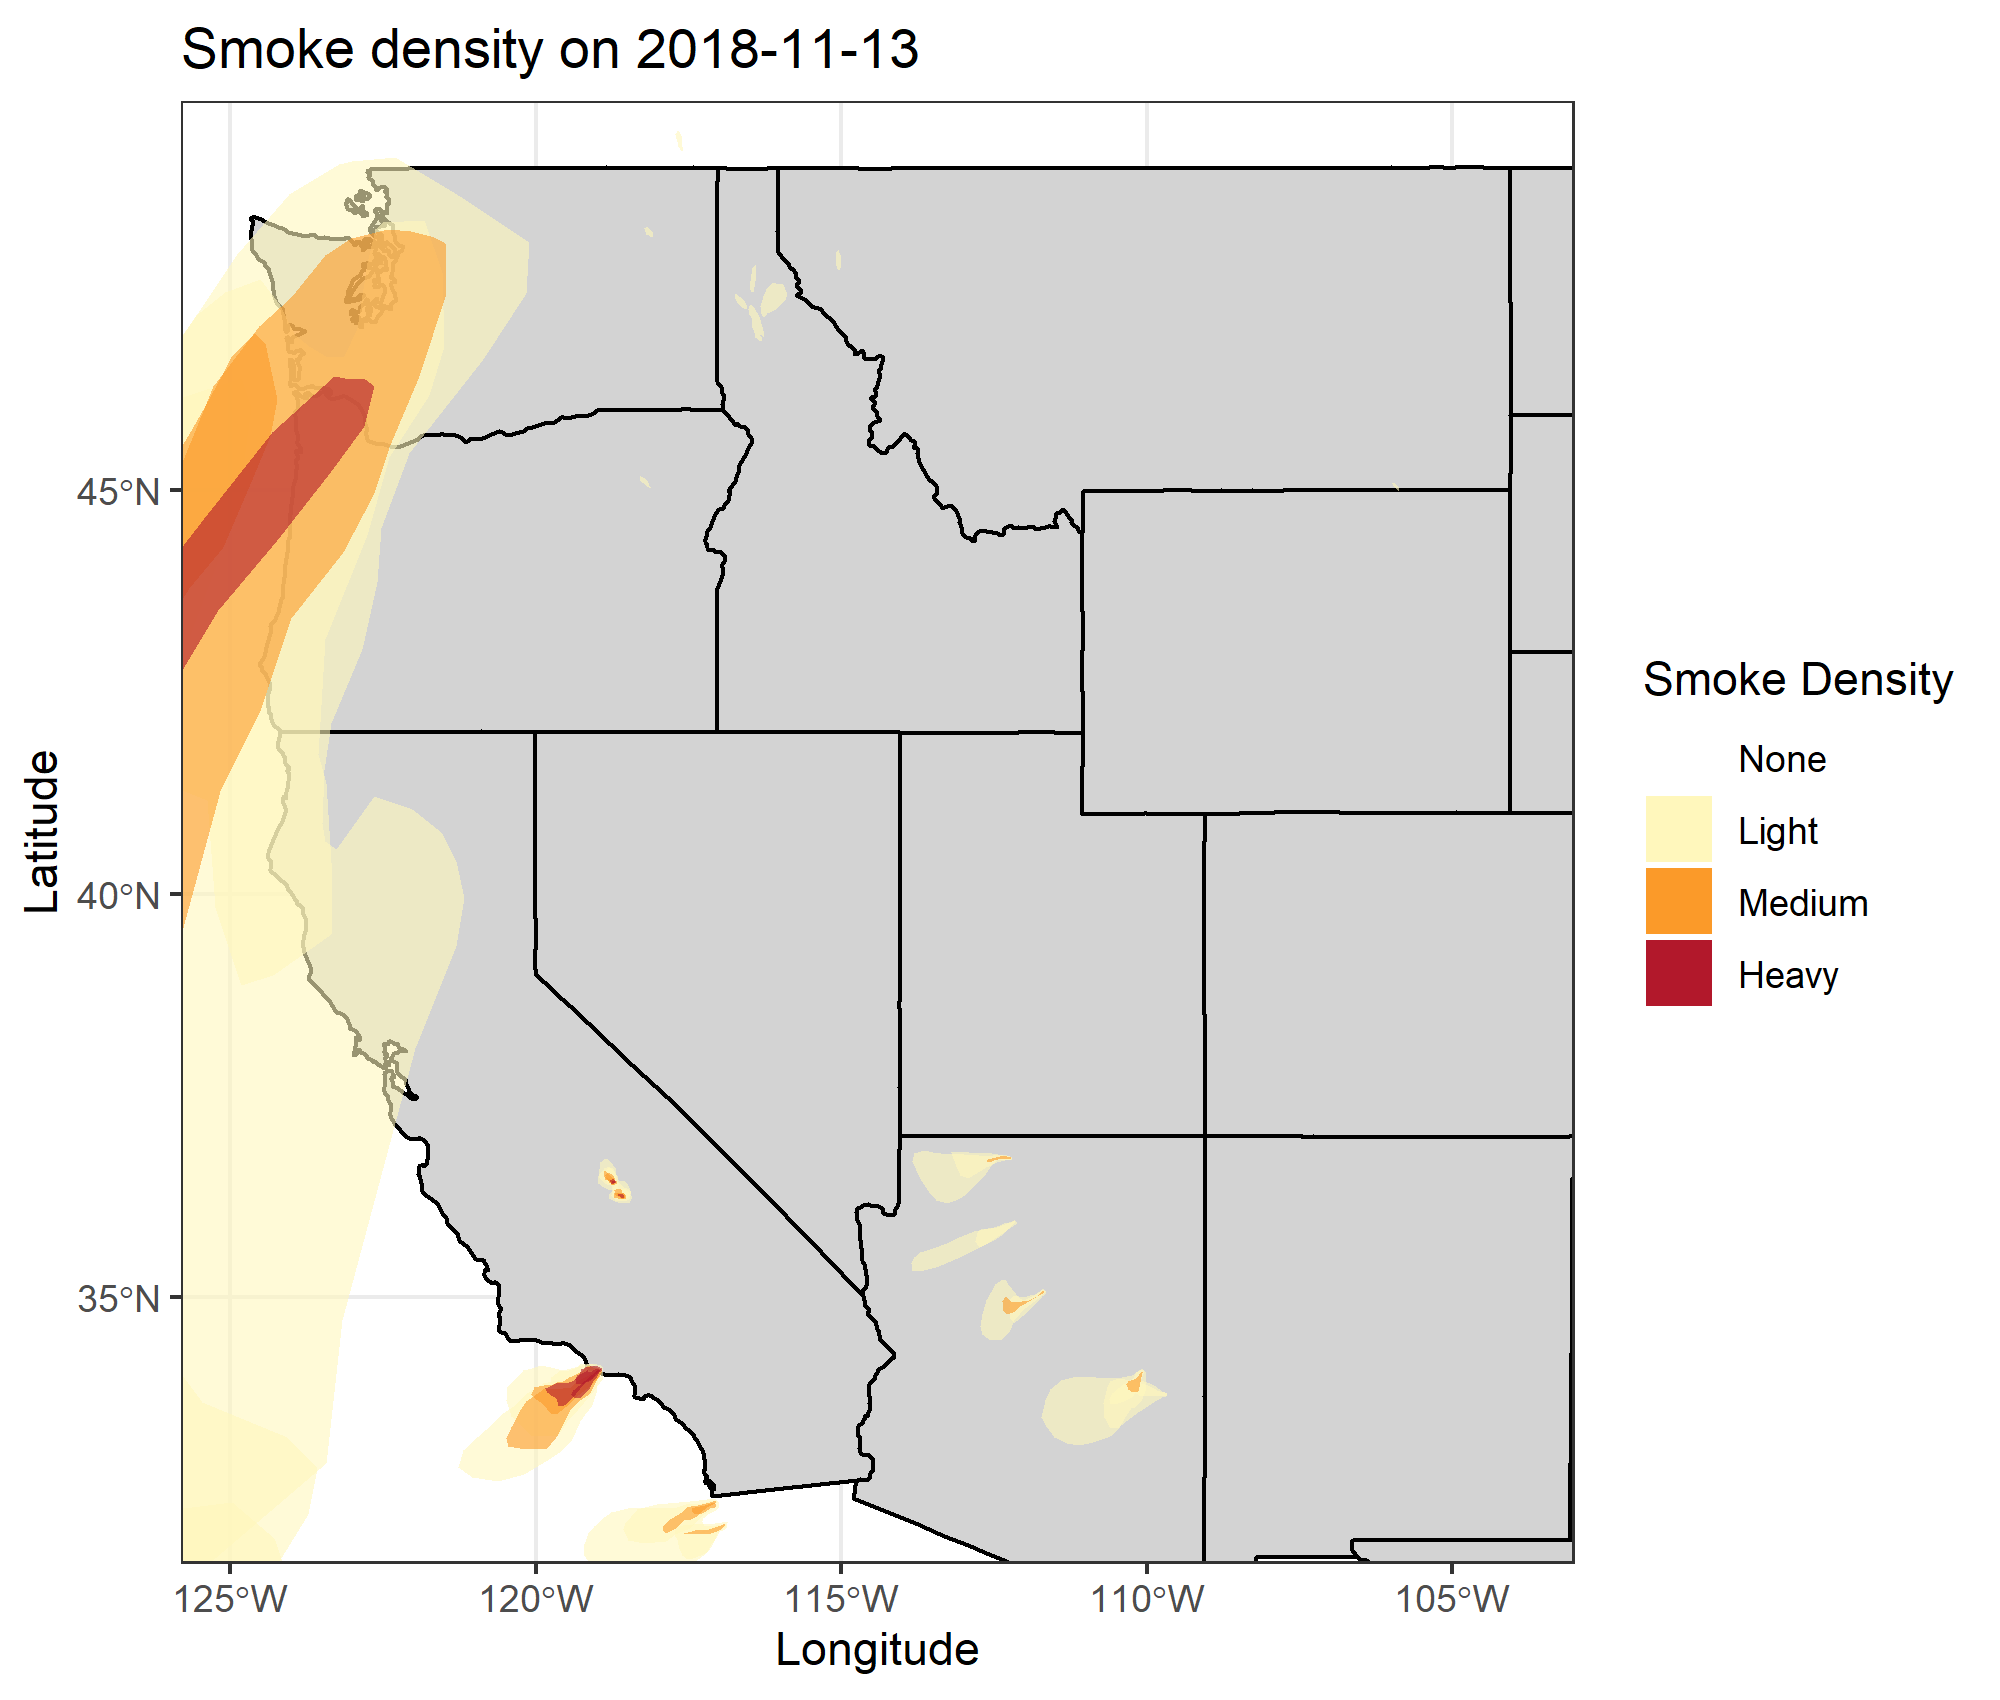 Smoke density on 2018-11-13
45°N
40°N
35°N
Latitude
125°W
120°W
115°W
110°W
105°W
Longitude
Smoke Density
None
Light
Medium
Heavy